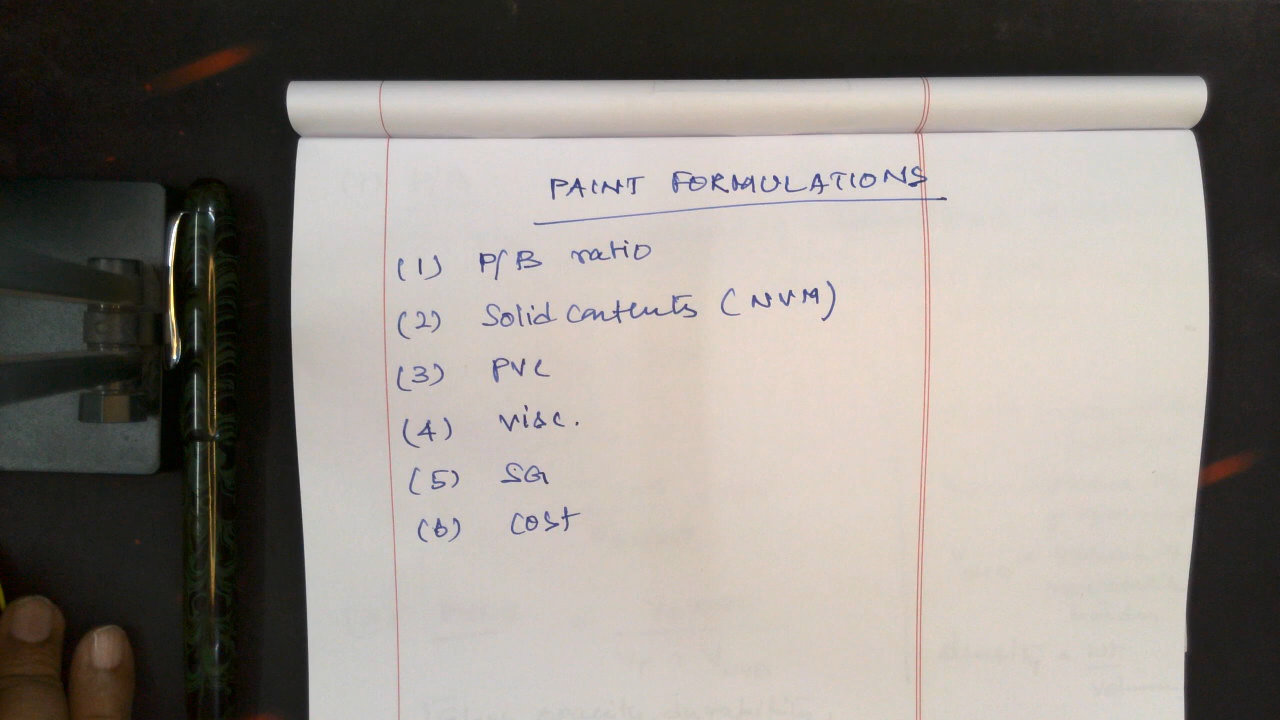 PAINT FORMULATIONS
(1) P/B ratio
(2) Solid Contents (NVM)
(3) PVC
(4) visc.
(5) SG
(6) Cost